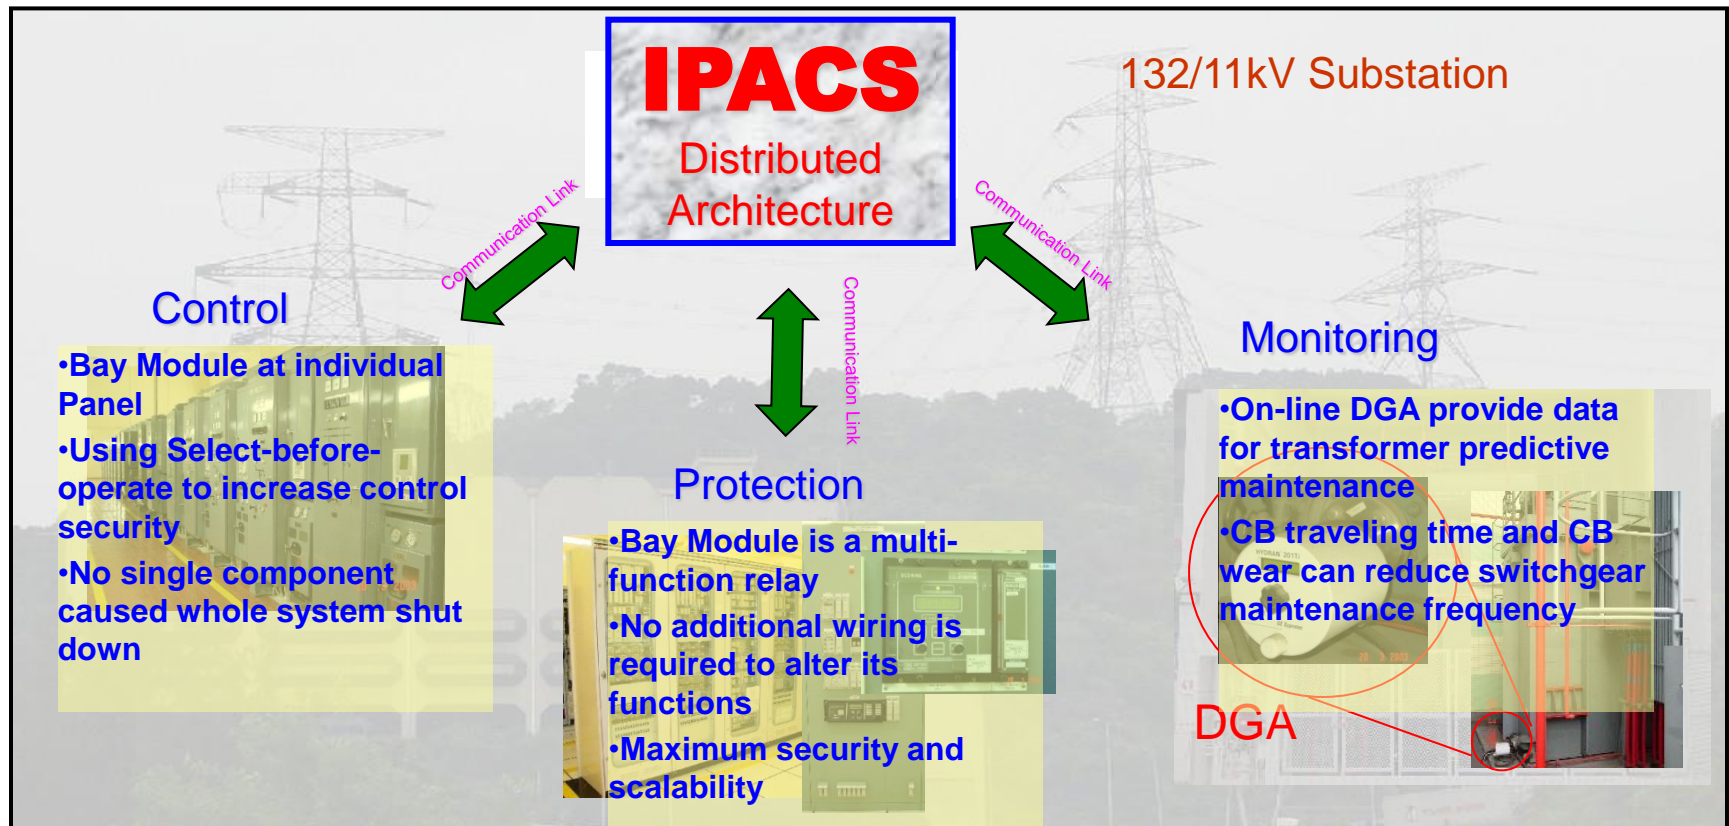 IPACS
Distributed
Architecture
132/11kV Substation
Communication Link
Communication Link
Communication Link
Control
•Bay Module at individual
Panel
•Using Select-before-
operate to increase control
security
•No single component
caused whole system shut
down
Protection
•Bay Module is a multi-
function relay
•No additional wiring is
required to alter its
functions
•Maximum security and
scalability
Monitoring
•On-line DGA provide data
for transformer predictive
maintenance
•CB traveling time and CB
wear can reduce switchgear
maintenance frequency
HYDRAN 201Ti
DGA